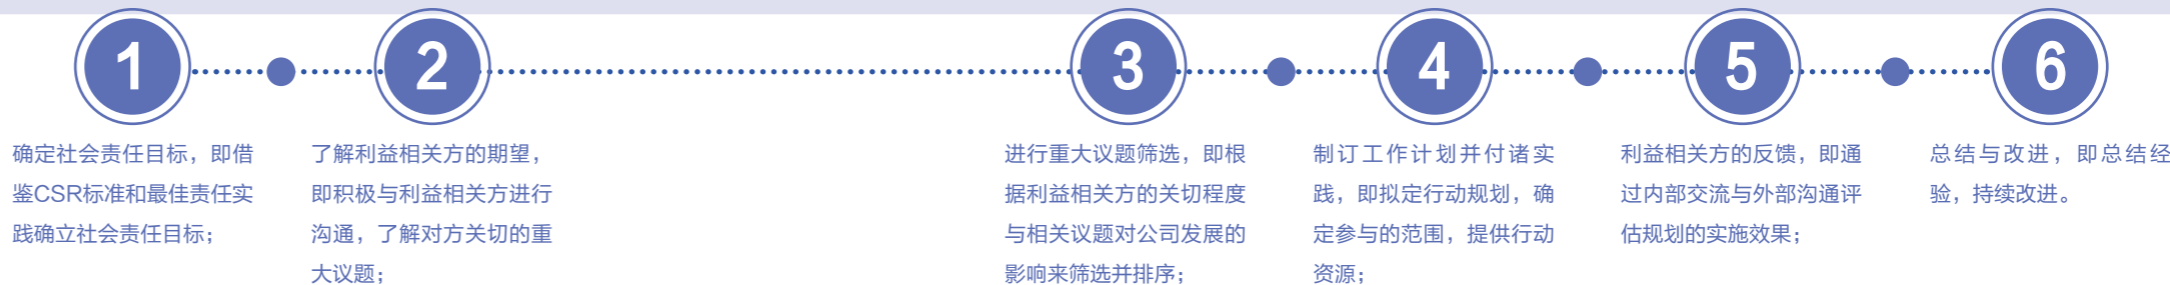 1
确定社会责任目标，即借
鉴CSR标准和最佳责任实
践确立社会责任目标；
2
了解利益相关方的期望，
即积极与利益相关方进行
沟通，了解对方关切的重
大议题；
3
进行重大议题筛选，即根
据利益相关方的关切程度
与相关议题对公司发展的
影响来筛选并排序；
4
制订工作计划并付诸实
践，即拟定行动规划，确
定参与的范围，提供行动
资源；
5
利益相关方的反馈，即通
过内部交流与外部沟通评
估规划的实施效果；
6
总结与改进，即总结经
验，持续改进。